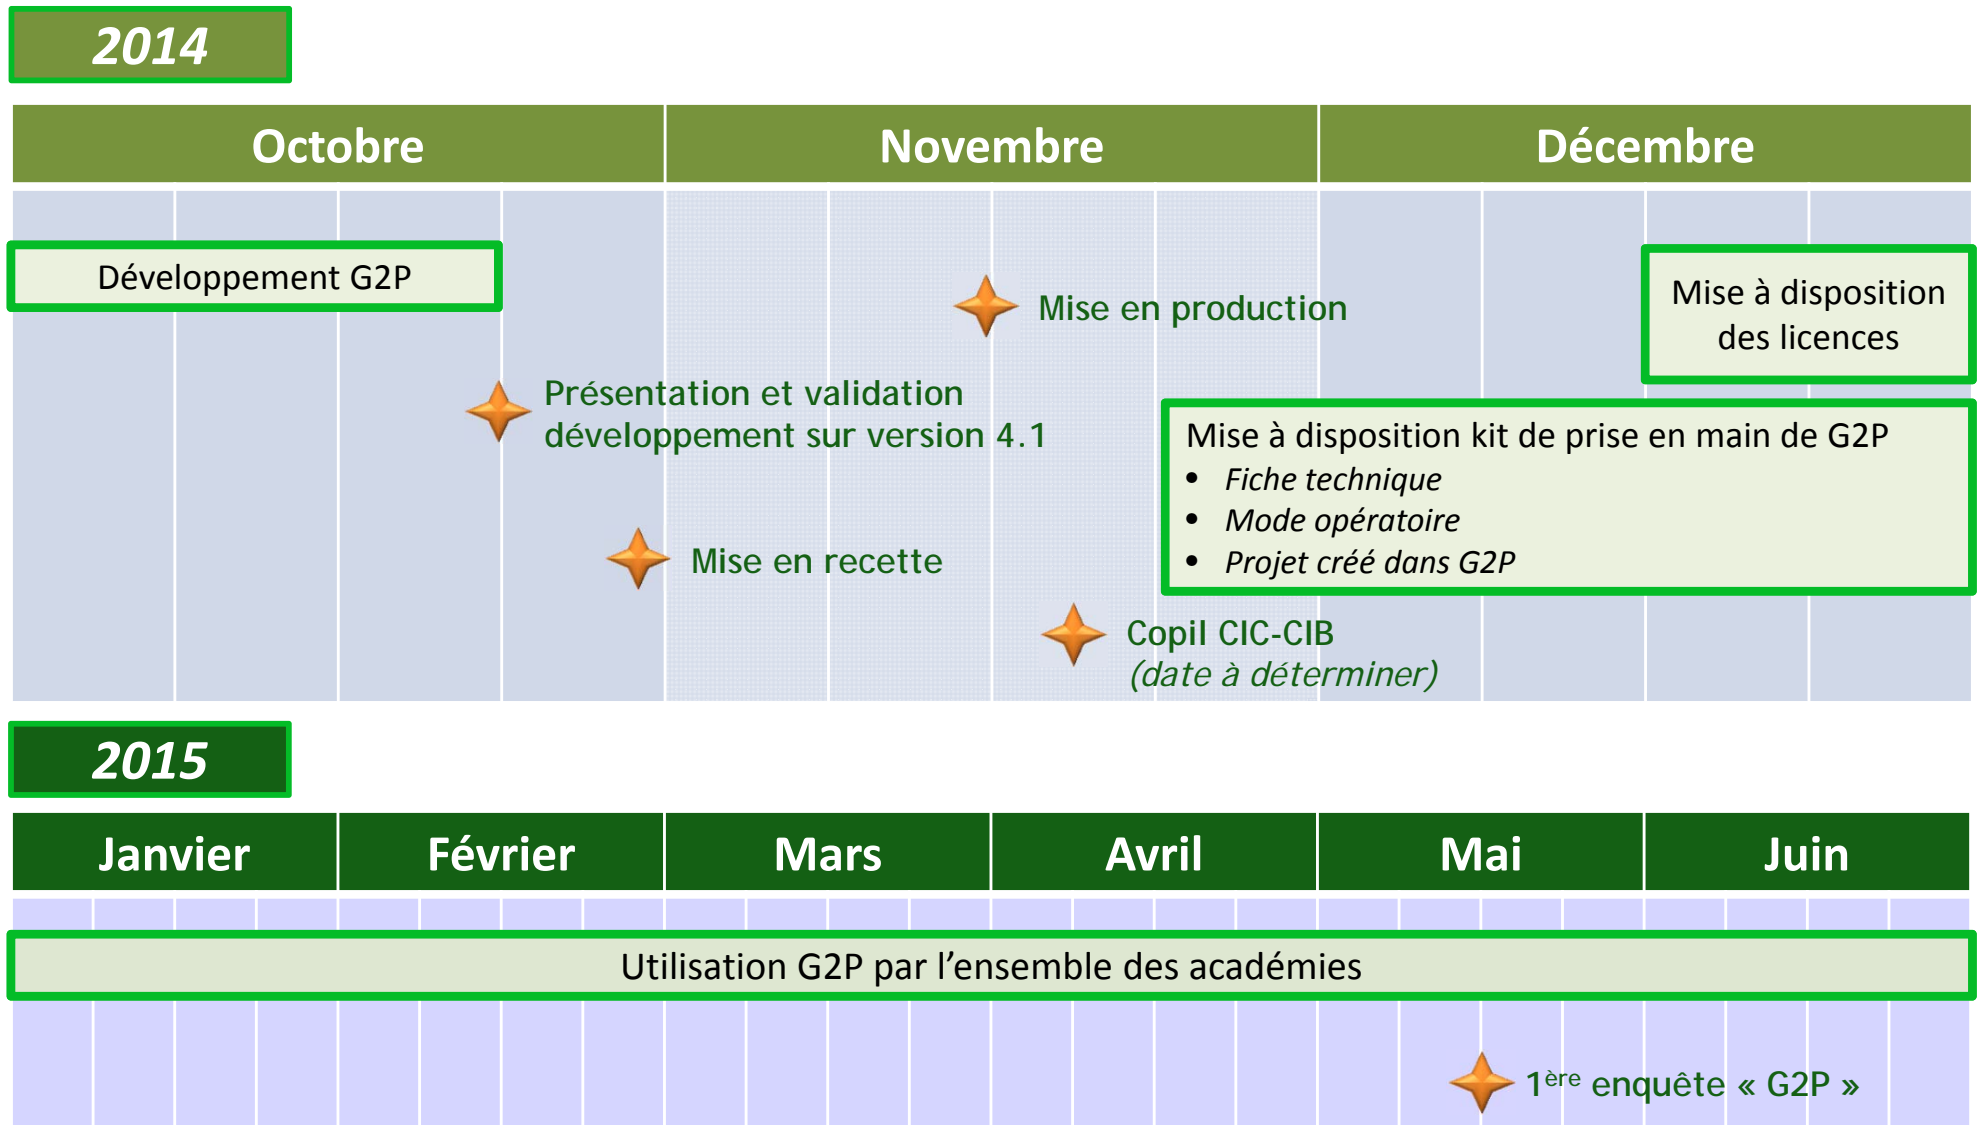 2014
Octobre
Novembre
Décembre
Développement G2P
Mise en production
Mise à disposition
des licences
Présentation et validation
développement sur version 4.1
Mise à disposition kit de prise en main de G2P
• Fiche technique
• Mode opératoire
• Projet créé dans G2P
Mise en recette
Copil CIC-CIB
(date à déterminer)
2015
Janvier
Février
Mars
Avril
Mai
Juin
Utilisation G2P par l’ensemble des académies
1ère enquête « G2P »